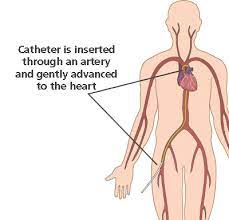 Catheter is inserted
through an artery
and gently advanced
to the heart